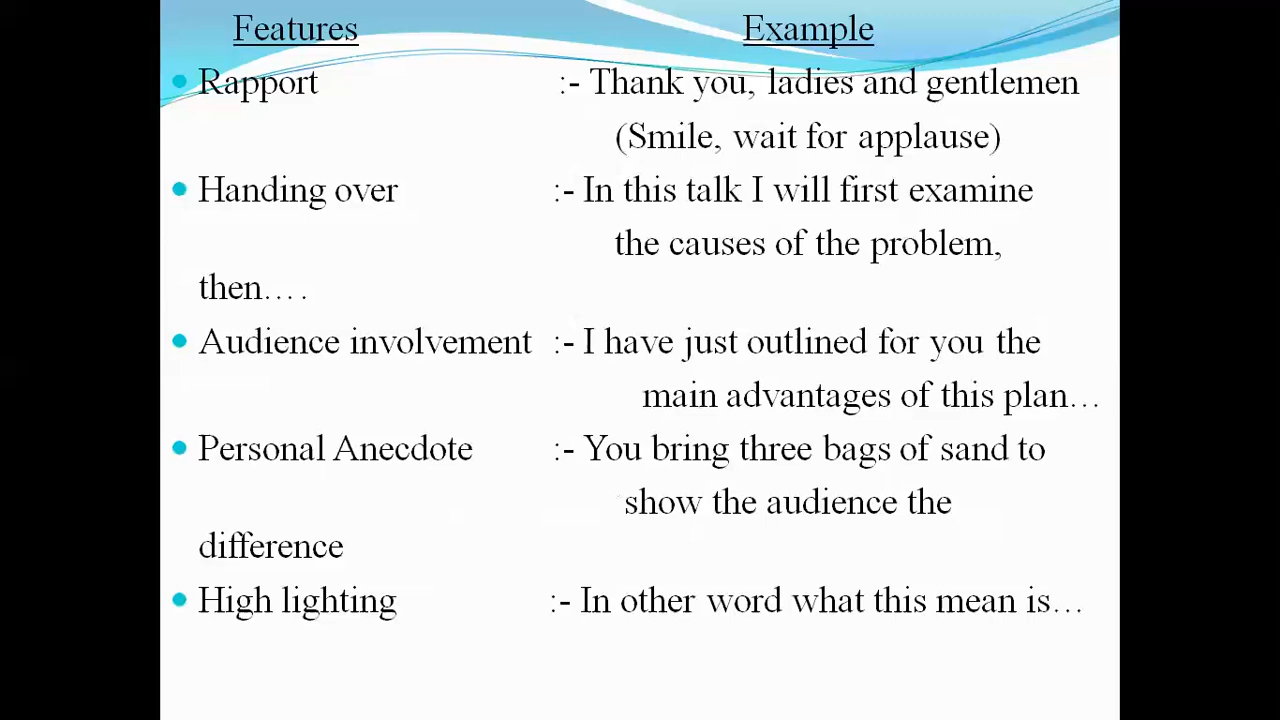 Features Example
Rapport :- Thank you, ladies and gentlemen
(Smile, wait for applause)
Handing over :- In this talk I will first examine
the causes of the problem,
then….
Audience involvement :- I have just outlined for you the
main advantages of this plan…
Personal Anecdote :- You bring three bags of sand to
show the audience the
difference
High lighting :- In other word what this mean is…